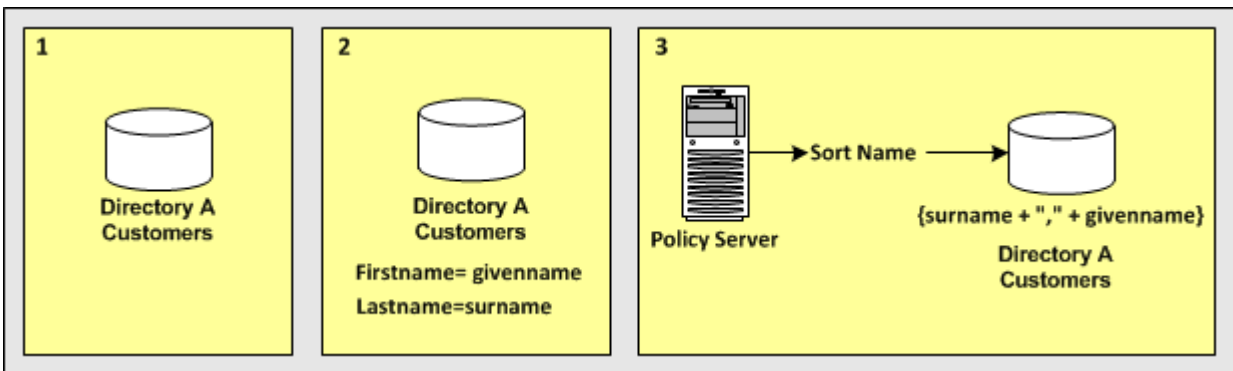 1
Directory A
Customers
2
Directory A
Customers
Firstname= givenname
Lastname=surname
3
Policy Server
Sort Name
{surname + "," + givenname}
Directory A
Customers